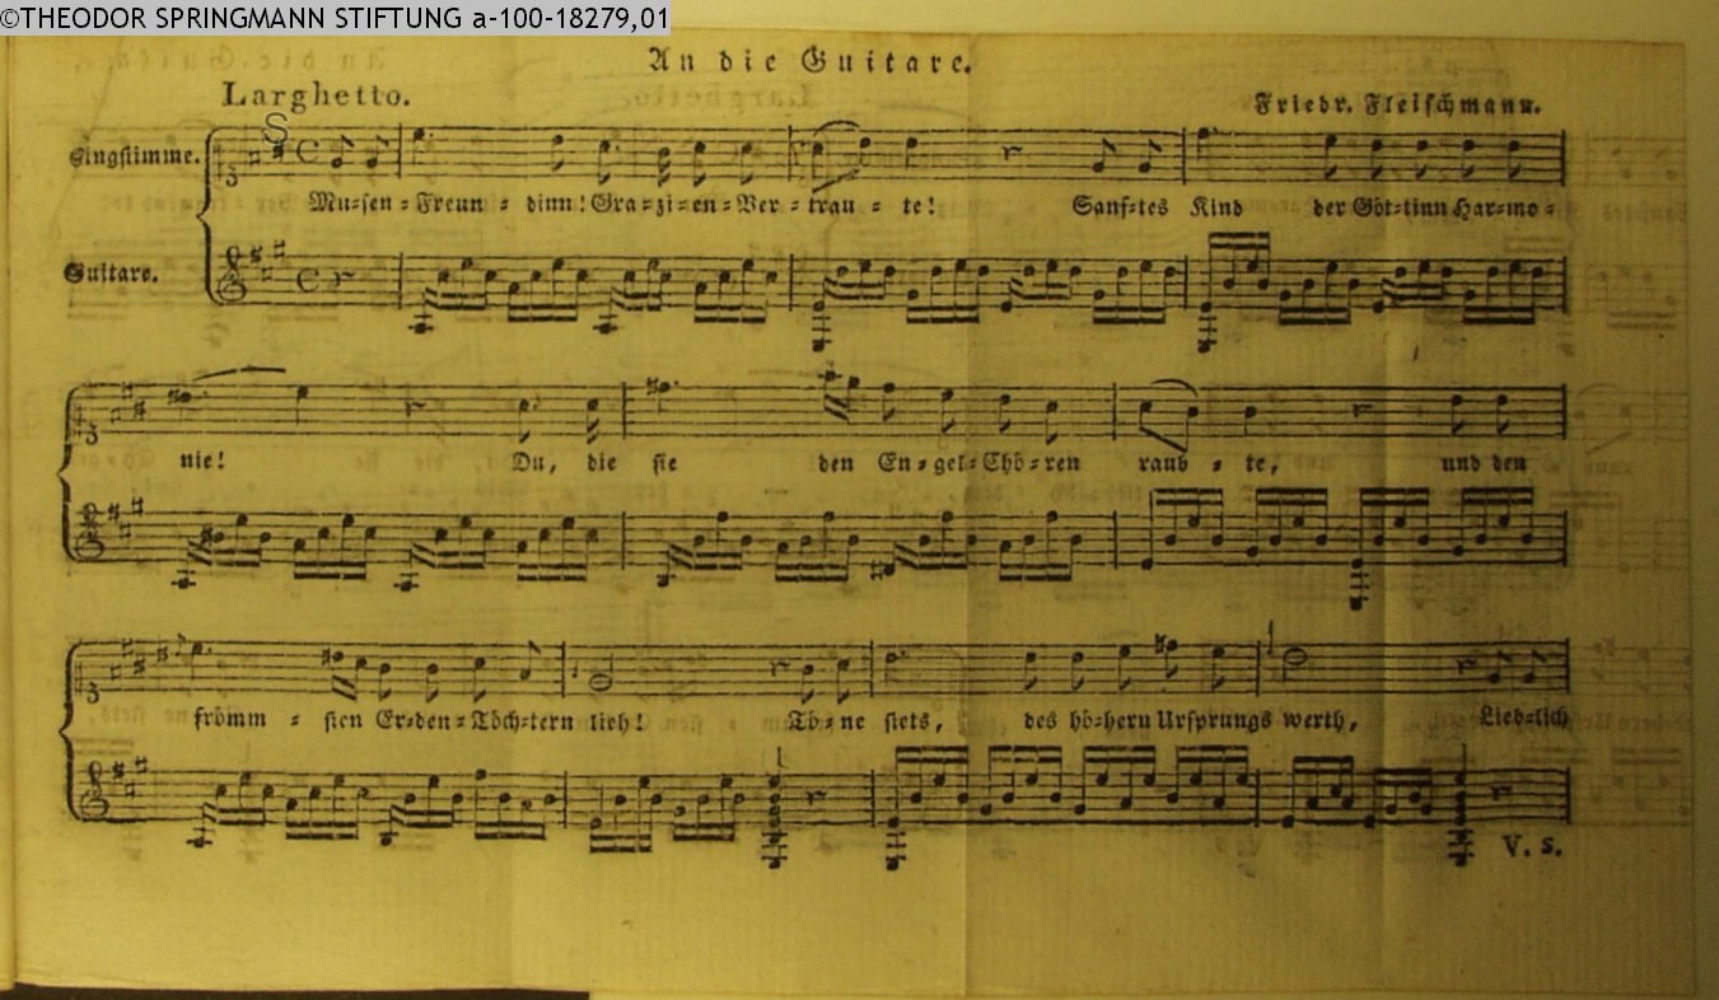 ©THEODOR SPRINGMANN STIFTUNG a-100-18279,01
An die Guitare.
Larghetto.
Friedr. Fleischmann.
Singstimme.
Mu=sen = Freun = dinn! Gra=zi=en=Ver = trau = te! Sanf=tes Kind der Göt=tinn Har=mo=
Guitare.
nie! Du, die sie den En=gel=Chö=ren raub = te, und den
frömm = sten Er=den=Töch=tern lieh! Tö=ne stets, des hö=hern Ursprungs werth, Lieb=lich
V. S.